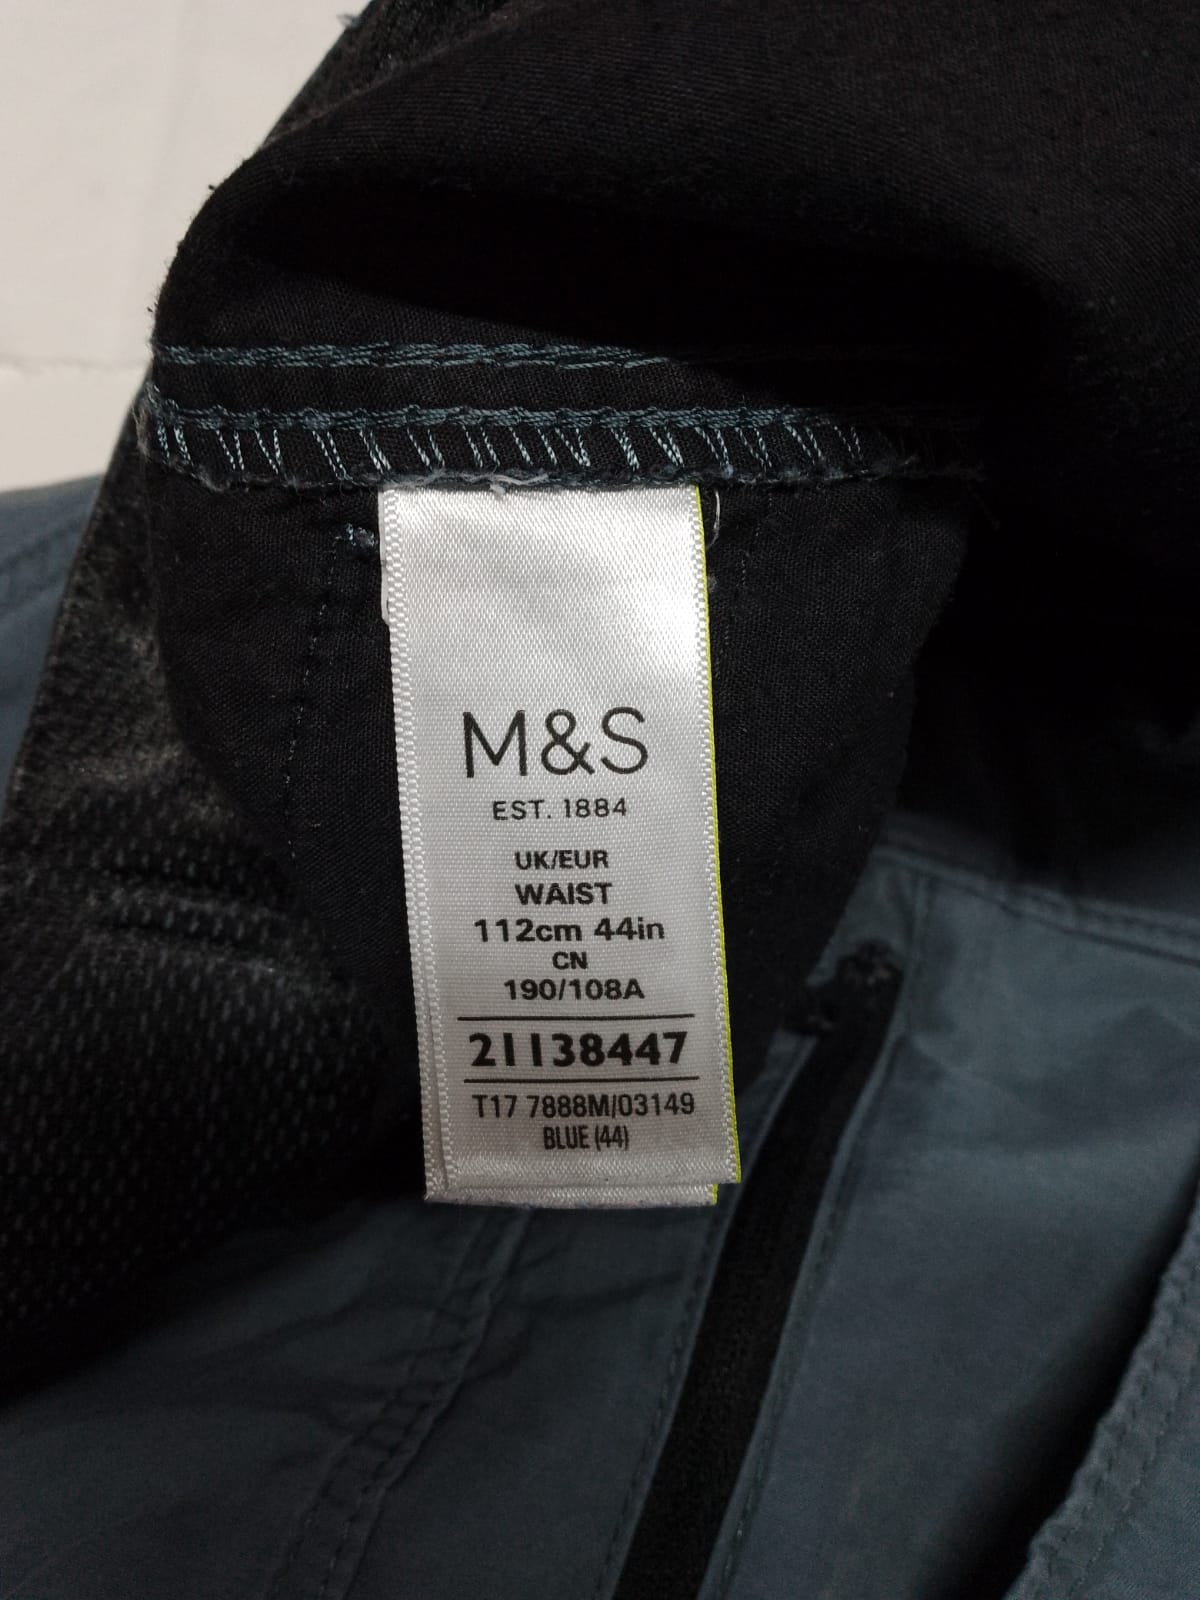 M&S
EST. 1884
UK/EUR
WAIST
112cm 44in
CN
190/108A
21138447
T17 7888M/03149
BLUE (44)